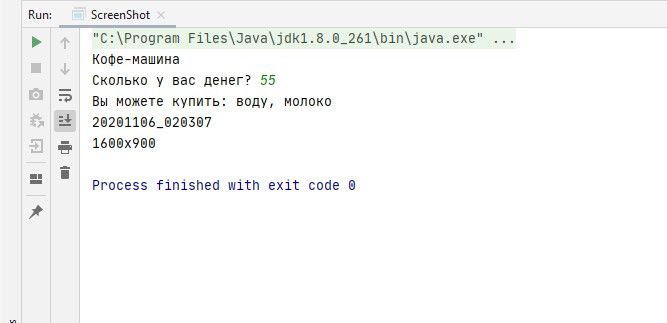 Run: ScreenShot
"C:\Program Files\Java\jdk1.8.0_261\bin\java.exe" ...
Кофе-машина
Сколько у вас денег? 55
Вы можете купить: воду, молоко
20201106_020307
1600x900
Process finished with exit code 0